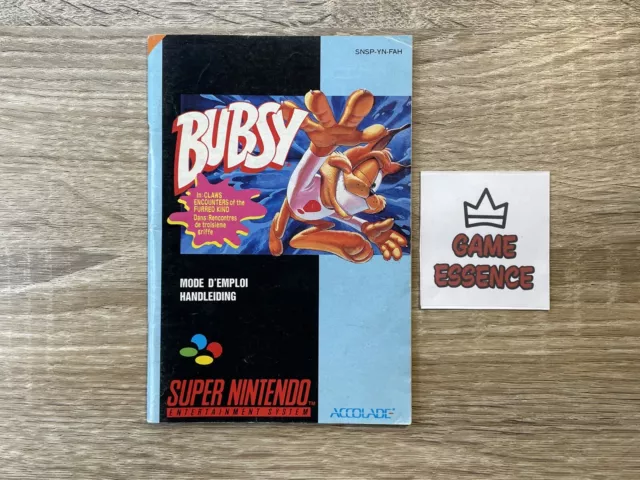 SNSP-YN-FAH
BUBSY
in: CLAWS
ENCOUNTERS of the
FURRED KIND
Dans: Rencontres
de troisième
griffe
MODE D'EMPLOI
HANDLEIDING
SUPER NINTENDO TM
ENTERTAINMENT SYSTEM
ACCOLADE
GAME
ESSENCE